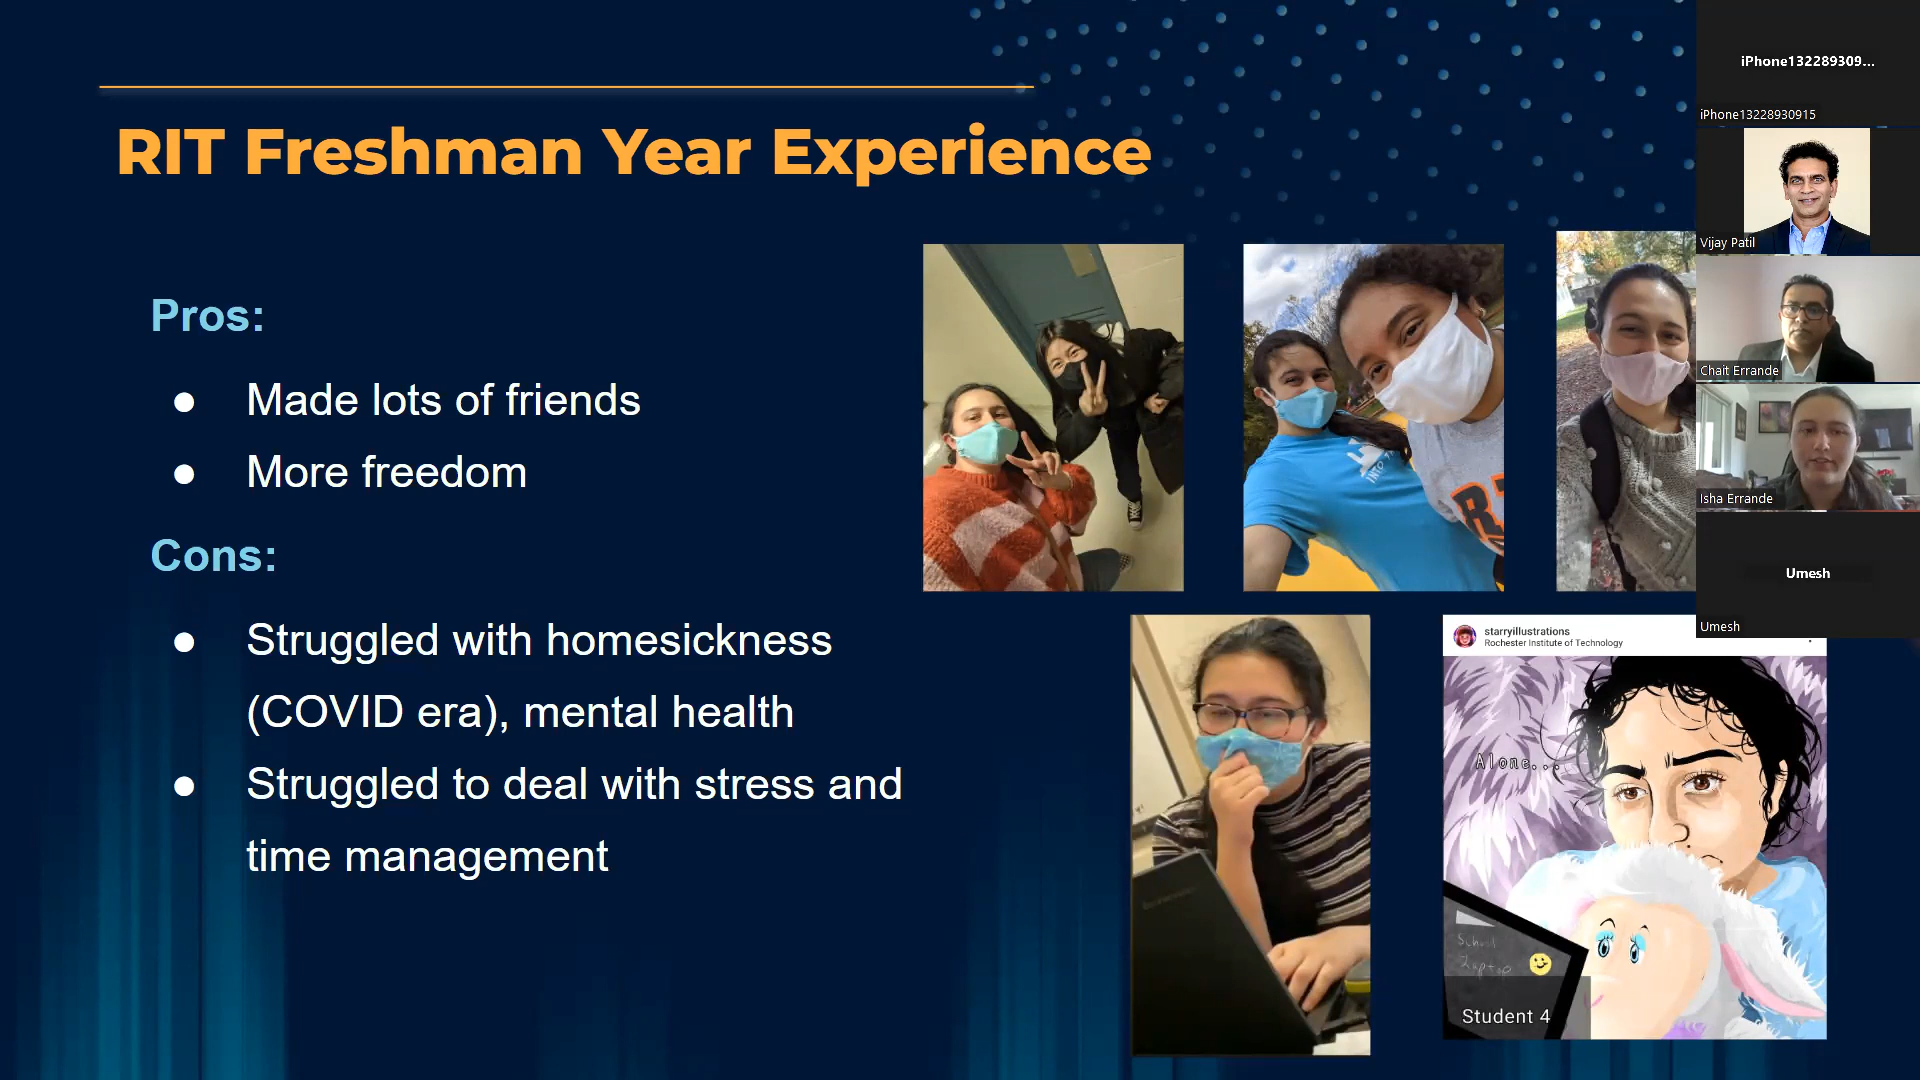 RIT Freshman Year Experience
Pros:
● Made lots of friends
● More freedom
Cons:
● Struggled with homesickness
(COVID era), mental health
● Struggled to deal with stress and
time management
starryillustrations
Rochester Institute of Technology
Alone...
School
Laptop
Student 4
iPhone132289309...
iPhone13228930915
Vijay Patil
Chait Errande
Isha Errande
Umesh
Umesh